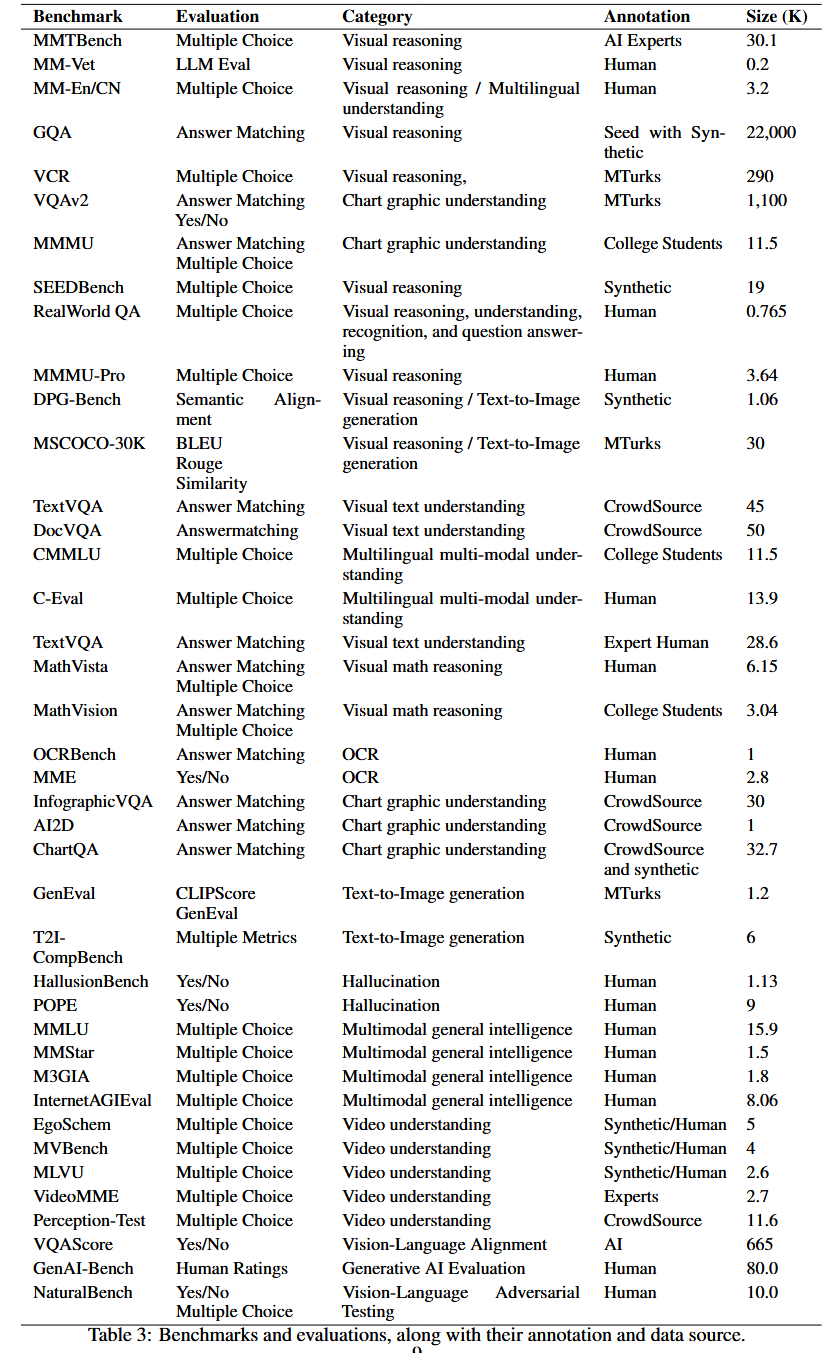 Benchmark Evaluation Category Annotation Size (K)
MMTBench Multiple Choice Visual reasoning AI Experts 30.1
MM-Vet LLM Eval Visual reasoning Human 0.2
MM-En/CN Multiple Choice Visual reasoning / Multilingual Human 3.2
understanding
GQA Answer Matching Visual reasoning Seed with Syn- 22,000
thetic
VCR Multiple Choice Visual reasoning, MTurks 290
VQAv2 Answer Matching Chart graphic understanding MTurks 1,100
Yes/No
MMMU Answer Matching Chart graphic understanding College Students 11.5
Multiple Choice
SEEDBench Multiple Choice Visual reasoning Synthetic 19
RealWorld QA Multiple Choice Visual reasoning, understanding, Human 0.765
recognition, and question answer-
ing
MMMU-Pro Multiple Choice Visual reasoning Human 3.64
DPG-Bench Semantic Align- Visual reasoning / Text-to-Image Synthetic 1.06
ment generation
MSCOCO-30K BLEU Visual reasoning / Text-to-Image MTurks 30
Rouge generation
Similarity
TextVQA Answer Matching Visual text understanding CrowdSource 45
DocVQA Answermatching Visual text understanding CrowdSource 50
CMMLU Multiple Choice Multilingual multi-modal under- College Students 11.5
standing
C-Eval Multiple Choice Multilingual multi-modal under- Human 13.9
standing
TextVQA Answer Matching Visual text understanding Expert Human 28.6
MathVista Answer Matching Visual math reasoning Human 6.15
Multiple Choice
MathVision Answer Matching Visual math reasoning College Students 3.04
Multiple Choice
OCRBench Answer Matching OCR Human 1
MME Yes/No OCR Human 2.8
InfographicVQA Answer Matching Chart graphic understanding CrowdSource 30
AI2D Answer Matching Chart graphic understanding CrowdSource 1
ChartQA Answer Matching Chart graphic understanding CrowdSource 32.7
and synthetic
GenEval CLIPScore Text-to-Image generation MTurks 1.2
GenEval
T2I- Multiple Metrics Text-to-Image generation Synthetic 6
CompBench
HallusionBench Yes/No Hallucination Human 1.13
POPE Yes/No Hallucination Human 9
MMLU Multiple Choice Multimodal general intelligence Human 15.9
MMStar Multiple Choice Multimodal general intelligence Human 1.5
M3GIA Multiple Choice Multimodal general intelligence Human 1.8
InternetAGIEval Multiple Choice Multimodal general intelligence Human 8.06
EgoSchem Multiple Choice Video understanding Synthetic/Human 5
MVBench Multiple Choice Video understanding Synthetic/Human 4
MLVU Multiple Choice Video understanding Synthetic/Human 2.6
VideoMME Multiple Choice Video understanding Experts 2.7
Perception-Test Multiple Choice Video understanding CrowdSource 11.6
VQAScore Yes/No Vision-Language Alignment AI 665
GenAI-Bench Human Ratings Generative AI Evaluation Human 80.0
NaturalBench Yes/No Vision-Language Adversarial Human 10.0
Multiple Choice Testing
Table 3: Benchmarks and evaluations, along with their annotation and data source.